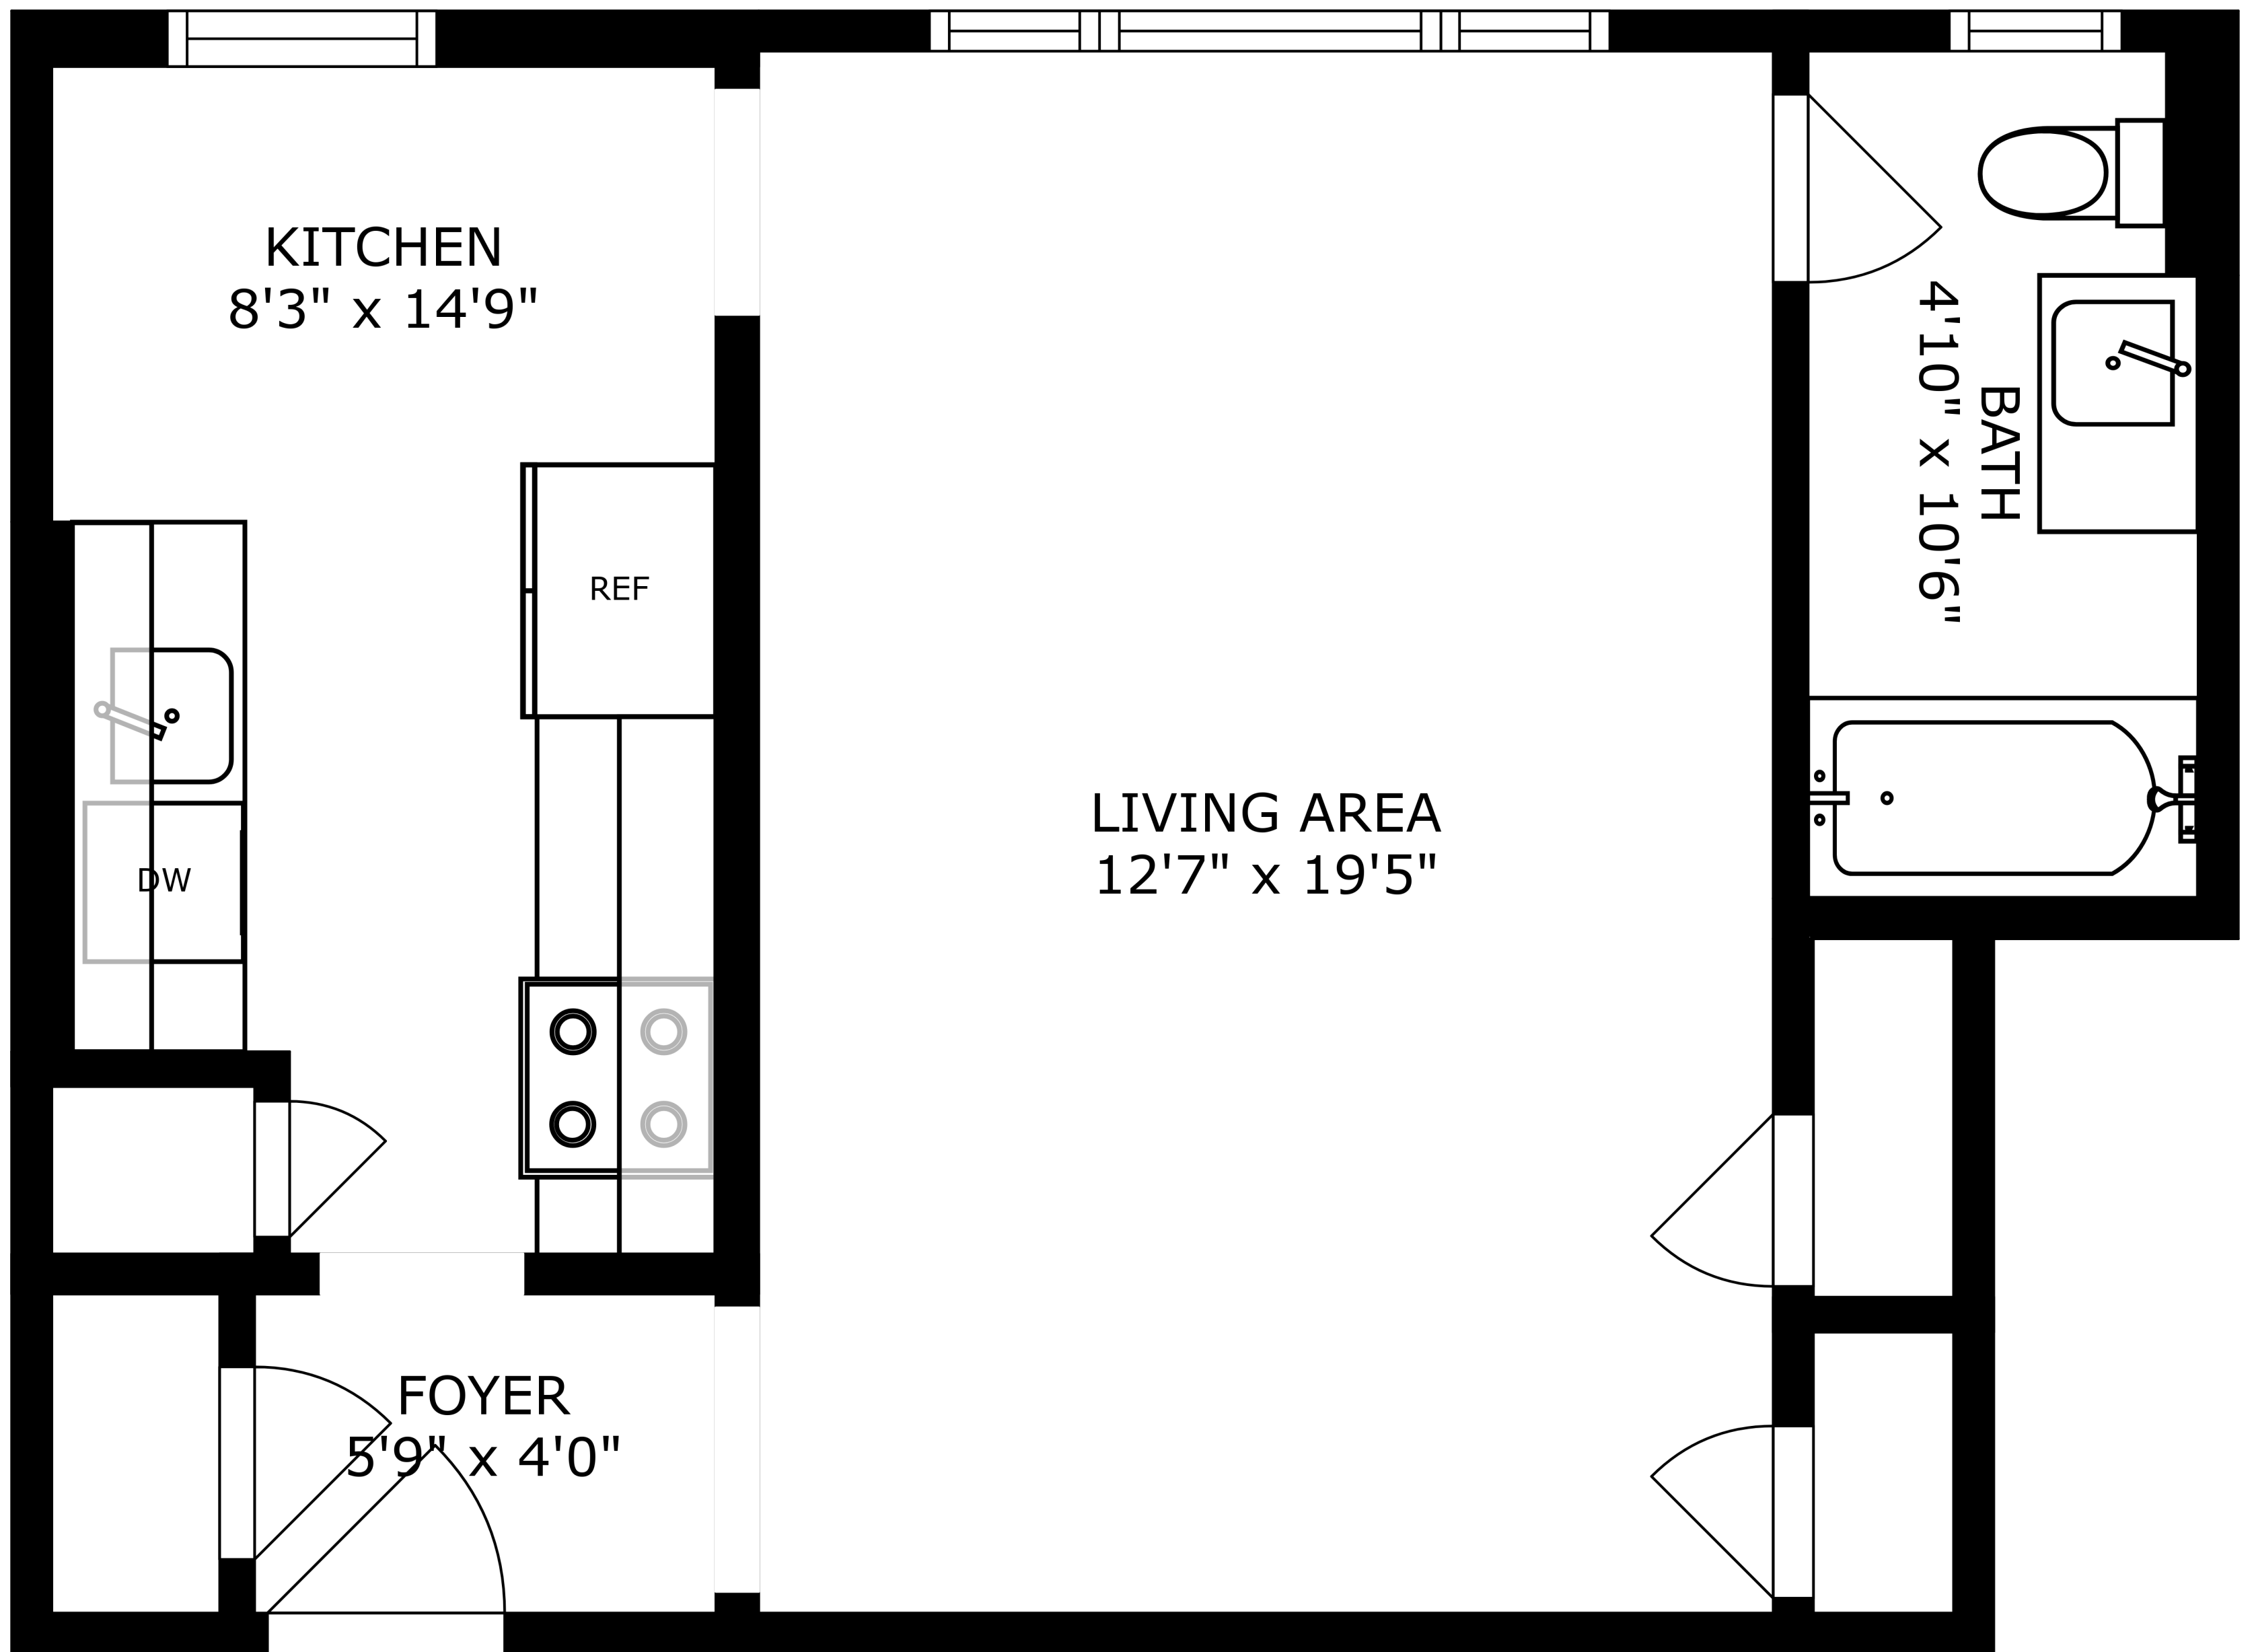 KITCHEN
8'3" x 14'9"
REF
DW
LIVING AREA
12'7" x 19'5"
BATH
4'10" x 10'6"
FOYER
5'9" x 4'0"